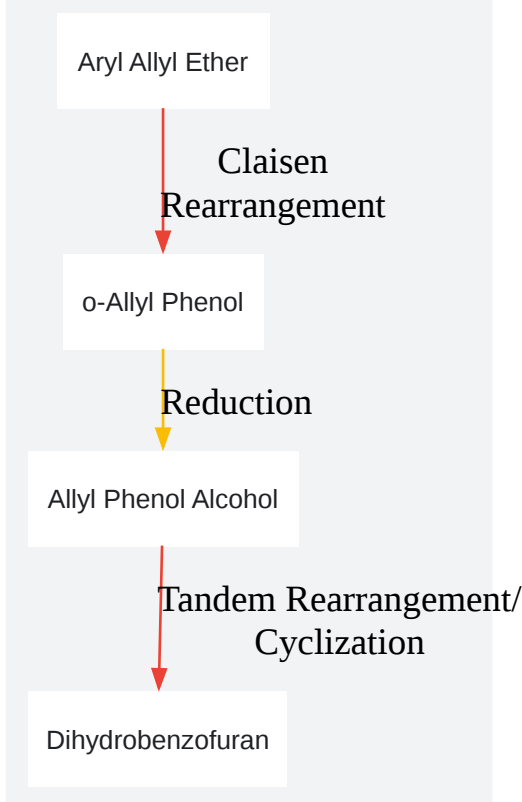 Aryl Allyl Ether
Claisen
Rearrangement
o-Allyl Phenol
Reduction
Allyl Phenol Alcohol
Tandem Rearrangement/
Cyclization
Dihydrobenzofuran